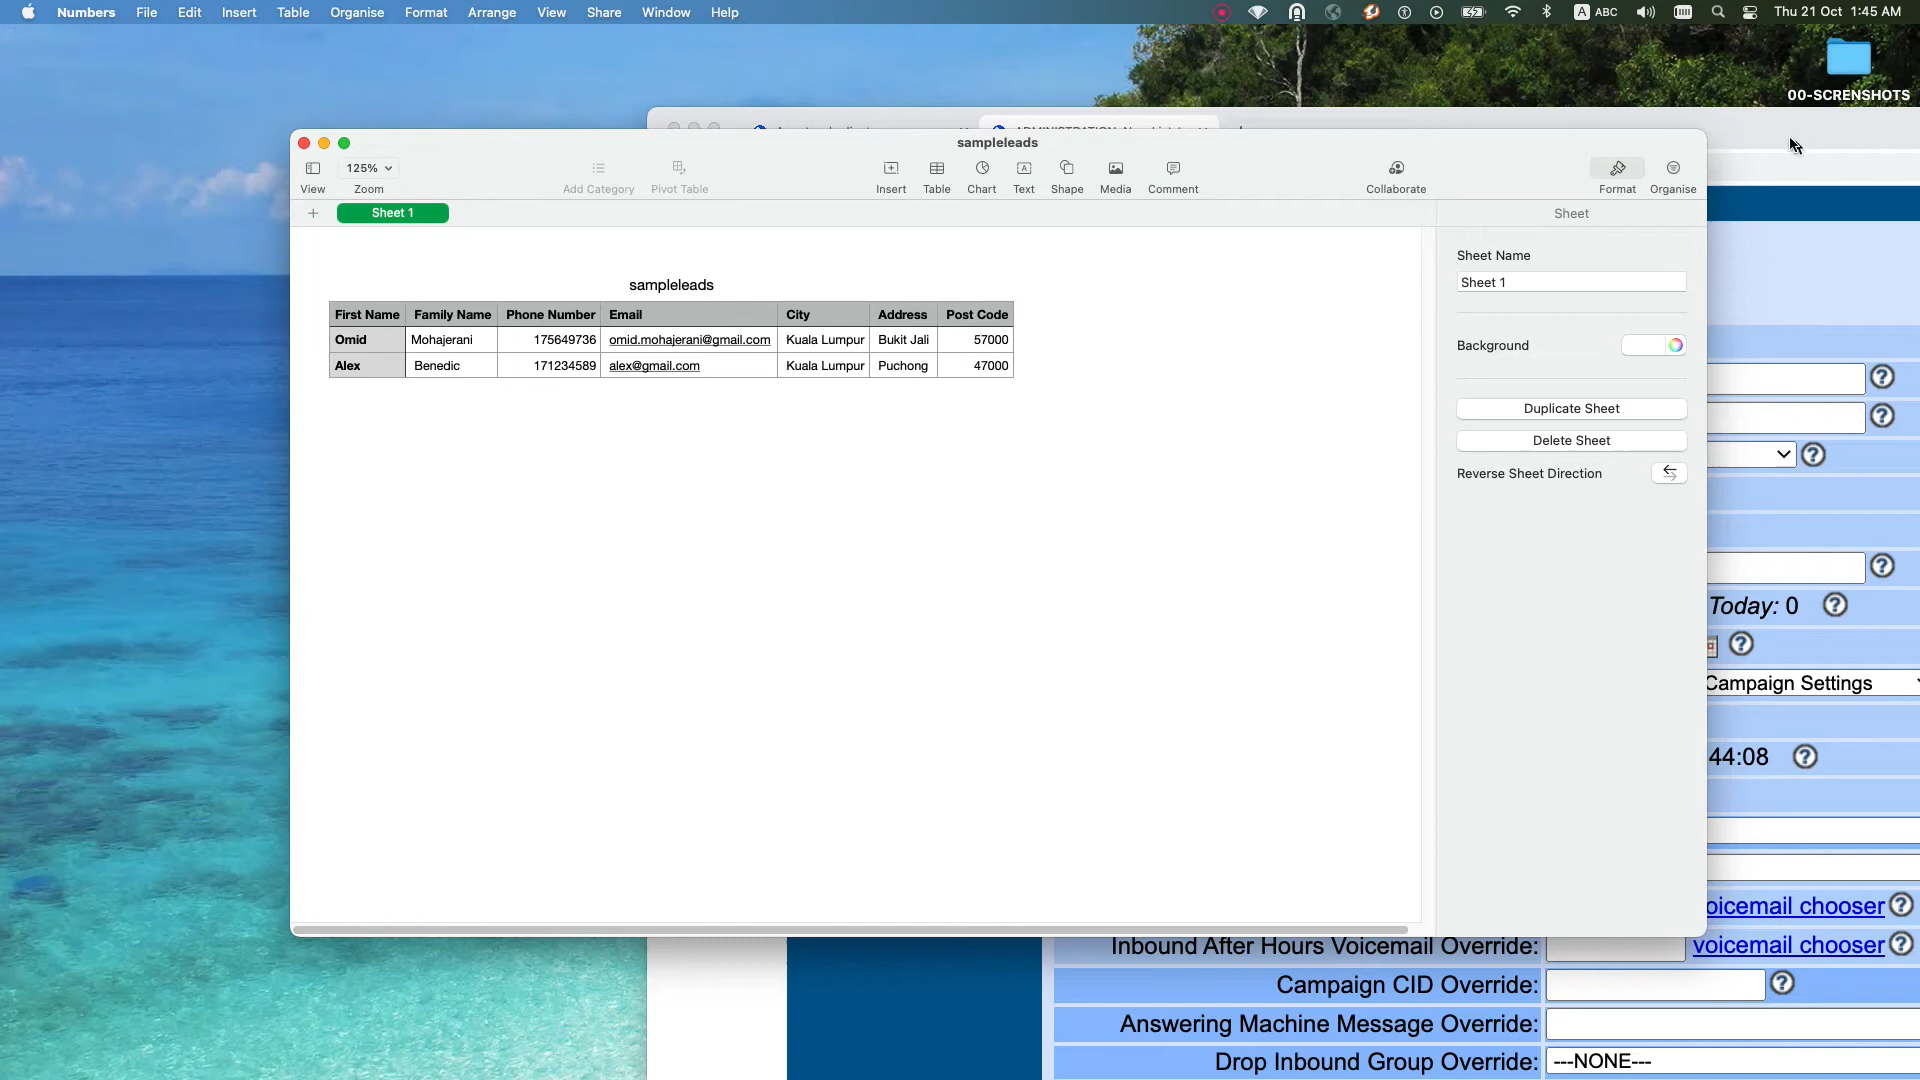 Numbers File Edit Insert Table Organise Format Arrange View Share Window Help
A ABC Thu 21 Oct 1:45 AM
00-SCRENSHOTS
sampleleads
125%
View Zoom Add Category Pivot Table Insert Table Chart Text Shape Media Comment Collaborate Format Organise
Sheet 1
Sheet
Sheet Name
Sheet 1
Background
Duplicate Sheet
Delete Sheet
Reverse Sheet Direction
sampleleads
First Name Family Name Phone Number Email City Address Post Code
Omid Mohajerani 175649736 omid.mohajerani@gmail.com Kuala Lumpur Bukit Jali 57000
Alex Benedic 171234589 alex@gmail.com Kuala Lumpur Puchong 47000
Today: 0
Campaign Settings
44:08
oicemail chooser
Inbound After Hours Voicemail Override: voicemail chooser
Campaign CID Override:
Answering Machine Message Override:
Drop Inbound Group Override: ---NONE---